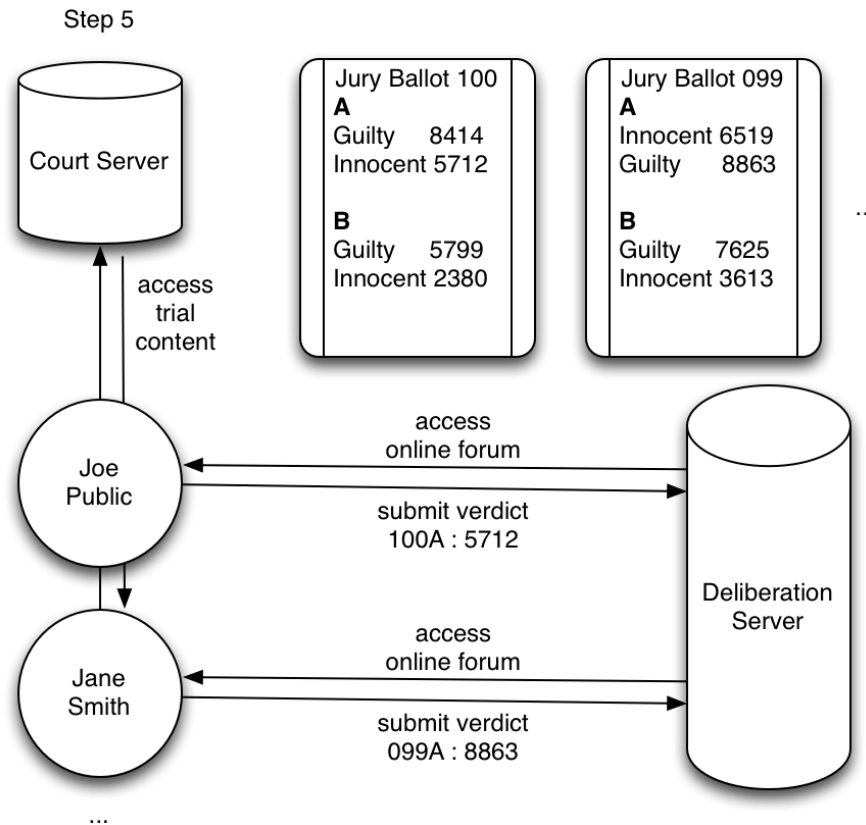 Step 5
Court Server
Jury Ballot 100
A
Guilty 8414
Innocent 5712
B
Guilty 5799
Innocent 2380
Jury Ballot 099
A
Innocent 6519
Guilty 8863
B
Guilty 7625
Innocent 3613
..
access
trial
content
Joe
Public
access
online forum
submit verdict
100A : 5712
Deliberation
Server
Jane
Smith
access
online forum
submit verdict
099A : 8863
...